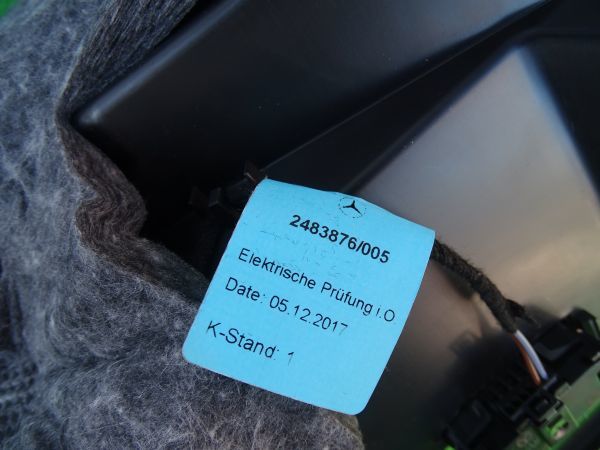 2483876/005
Elektrische Prüfung i.O.
Date: 05.12.2017
K-Stand: 1